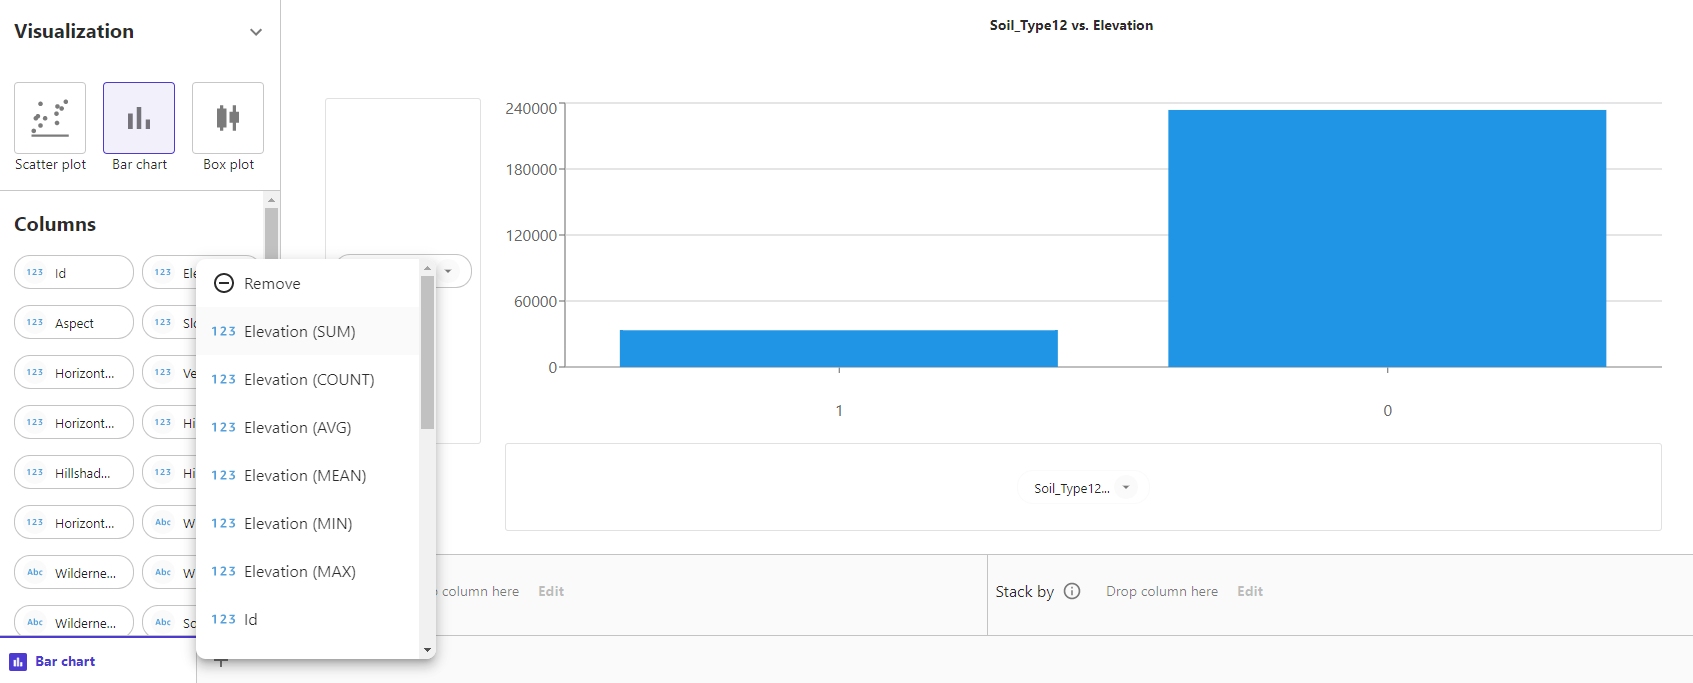 Visualization
Scatter plot
Bar chart
Box plot
Columns
123 Id
123 Ele
123 Aspect
123 Slo
123 Horizont...
123 Ve
123 Horizont...
123 Hi
123 Hillshad...
123 Hi
123 Horizont...
Abc W
Abc Wilderne...
Abc W
Abc Wilderne...
Abc So
Remove
123 Elevation (SUM)
123 Elevation (COUNT)
123 Elevation (AVG)
123 Elevation (MEAN)
123 Elevation (MIN)
123 Elevation (MAX)
123 Id
Soil_Type12 vs. Elevation
240000
180000
120000
60000
0
1
0
Soil_Type12...
column here
Edit
Stack by
Drop column here
Edit
Bar chart